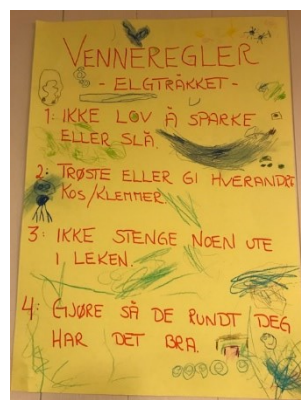 VENNEREGLER
- ELGTRÅKKET -
1: IKKE LOV Å SPARKE
ELLER SLÅ.
2: TRØSTE ELLER GI HVERANDRE
KOS/KLEMMER.
3: IKKE STENGE NOEN UTE
I LEKEN.
4: GJØRE SÅ DE RUNDT DEG
HAR DET BRA.